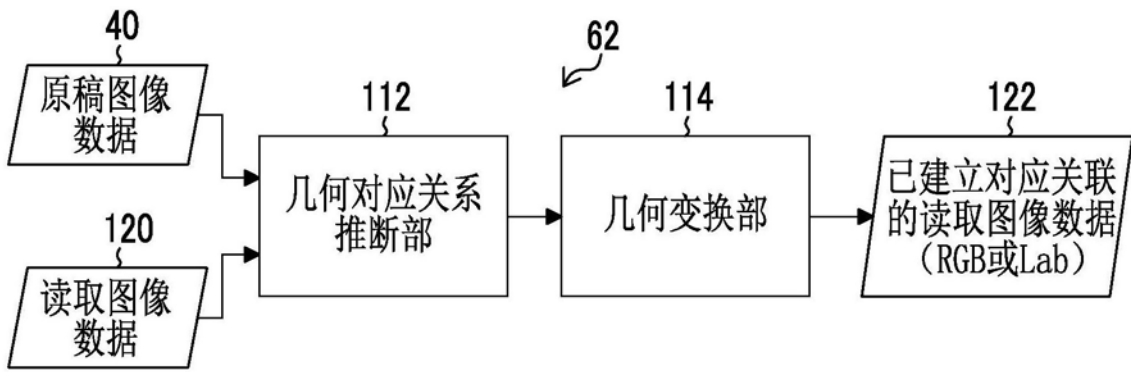 40
原稿图像
数据
120
读取图像
数据
62
112
几何对应关系
推断部
114
几何变换部
122
已建立对应关联
的读取图像数据
（RGB或Lab）